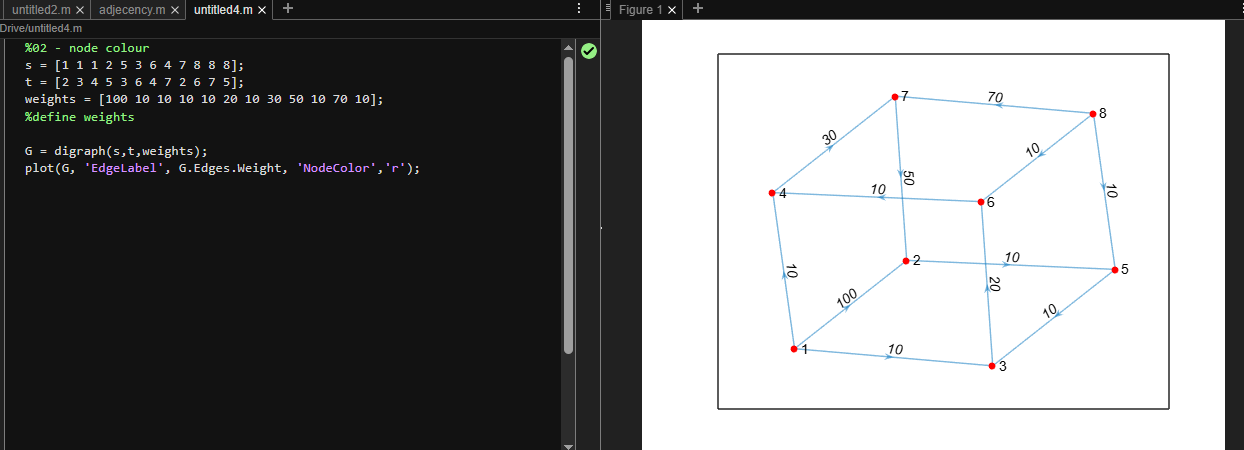 untitled2.m × adjecency.m × untitled4.m × +
Drive/untitled4.m
%02 - node colour
s = [1 1 1 2 5 3 6 4 7 8 8 8];
t = [2 3 4 5 3 6 4 7 2 6 7 5];
weights = [100 10 10 10 10 20 10 30 50 10 70 10];
%define weights
G = digraph(s,t,weights);
plot(G, 'EdgeLabel', G.Edges.Weight, 'NodeColor','r');
Figure 1 × +
7
70
8
30
10
50
10
4
10
6
2
10
5
10
20
100
10
1
10
3